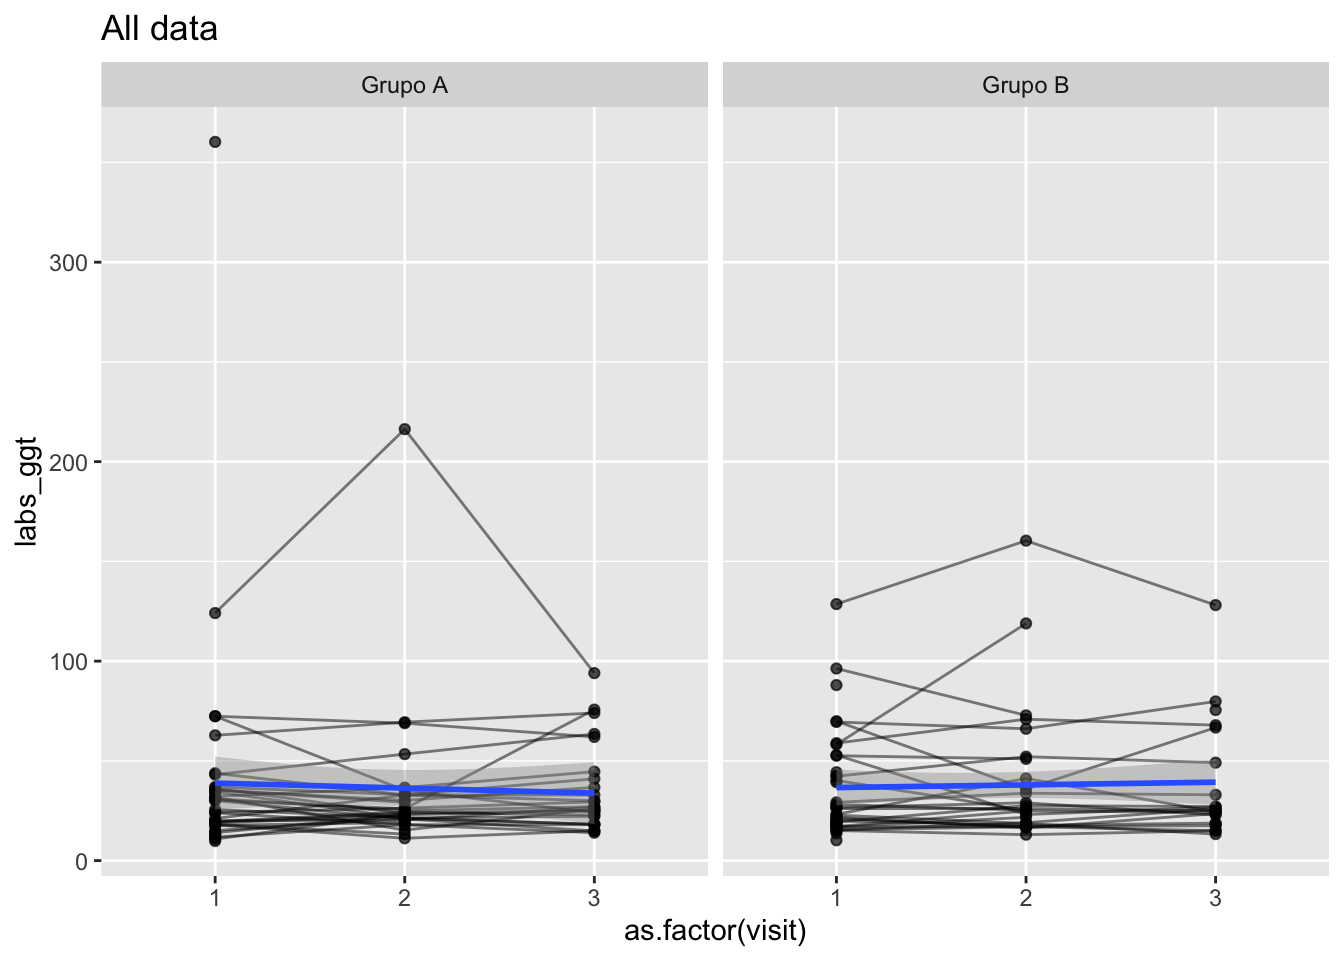 All data
Grupo A
Grupo B
labs_ggt
300
200
100
0
1 2 3
1 2 3
as.factor(visit)